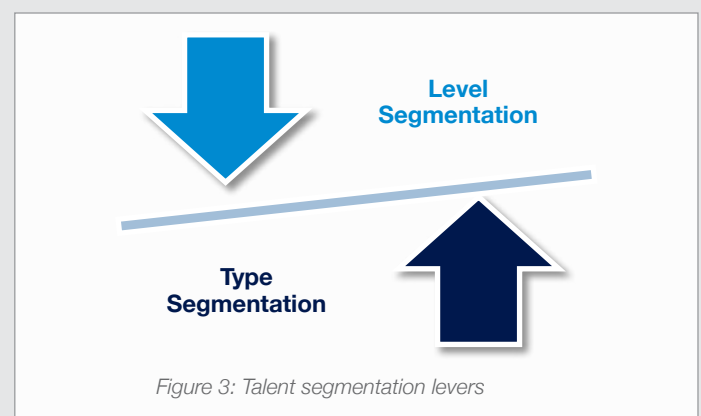 Level
Segmentation
Type
Segmentation
Figure 3: Talent segmentation levers